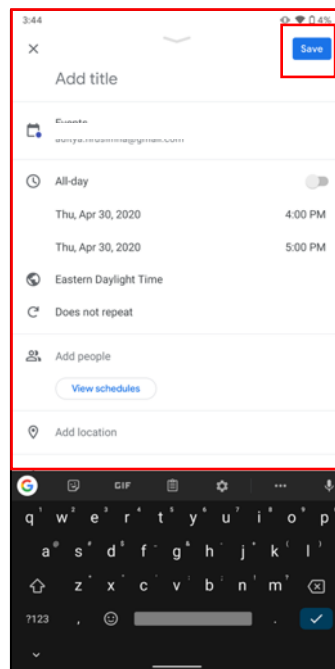 3:44 4%
Save
Add title
Events
All-day
Thu, Apr 30, 2020 4:00 PM
Thu, Apr 30, 2020 5:00 PM
Eastern Daylight Time
Does not repeat
Add people
View schedules
Add location
G GIF ...
q w e r t y u i o p
a s d f g h j k l
z x c v b n m
?123 , .